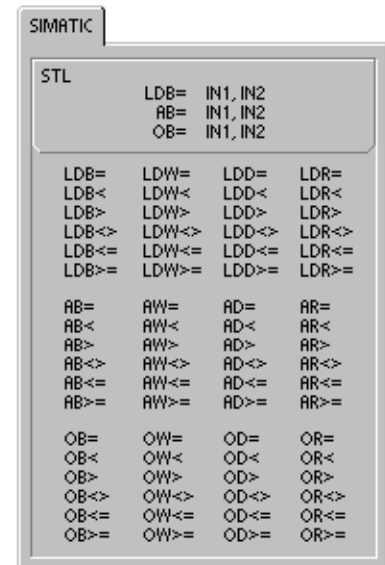 SIMATIC
STL
LDB= IN1, IN2
AB= IN1, IN2
OB= IN1, IN2
LDB= LDW= LDD= LDR=
LDB< LDW< LDD< LDR<
LDB> LDW> LDD> LDR>
LDB<> LDW<> LDD<> LDR<>
LDB<= LDW<= LDD<= LDR<=
LDB>= LDW>= LDD>= LDR>=
AB= AW= AD= AR=
AB< AW< AD< AR<
AB> AW> AD> AR>
AB<> AW<> AD<> AR<>
AB<= AW<= AD<= AR<=
AB>= AW>= AD>= AR>=
OB= OW= OD= OR=
OB< OW< OD< OR<
OB> OW> OD> OR>
OB<> OW<> OD<> OR<>
OB<= OW<= OD<= OR<=
OB>= OW>= OD>= OR>=